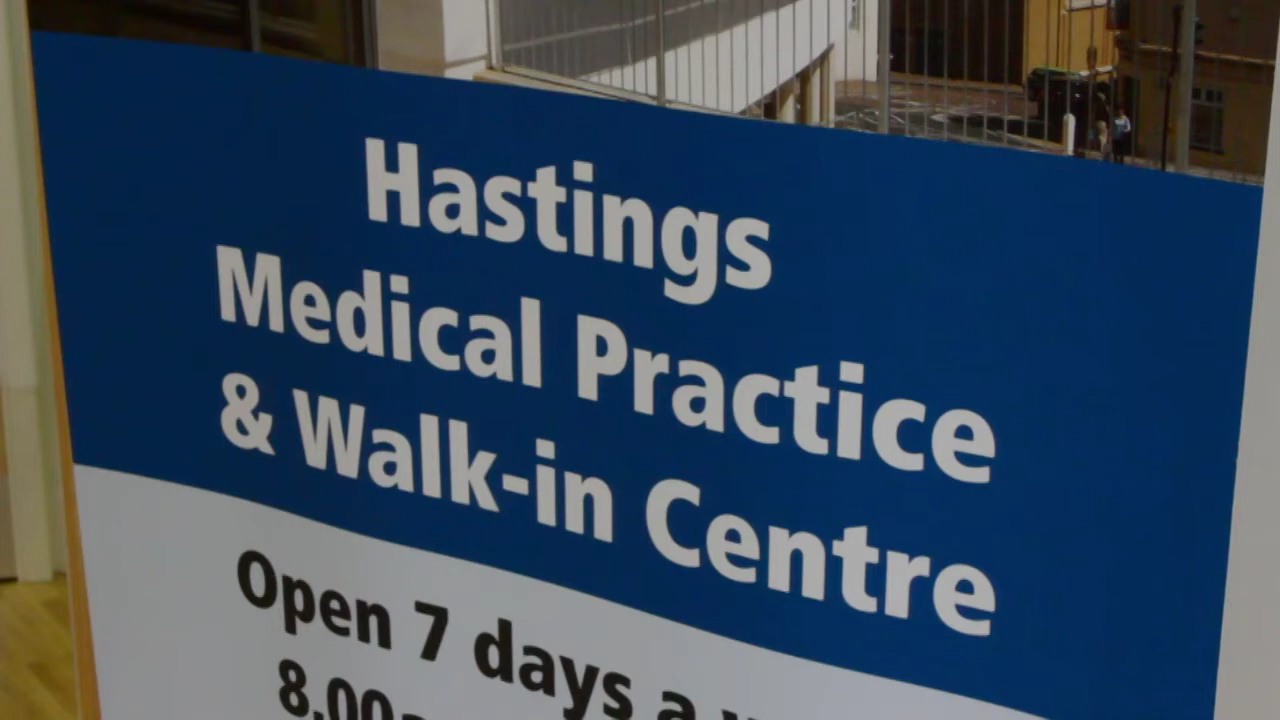 Hastings
Medical Practice
& Walk-in Centre
Open 7 days a
8.00